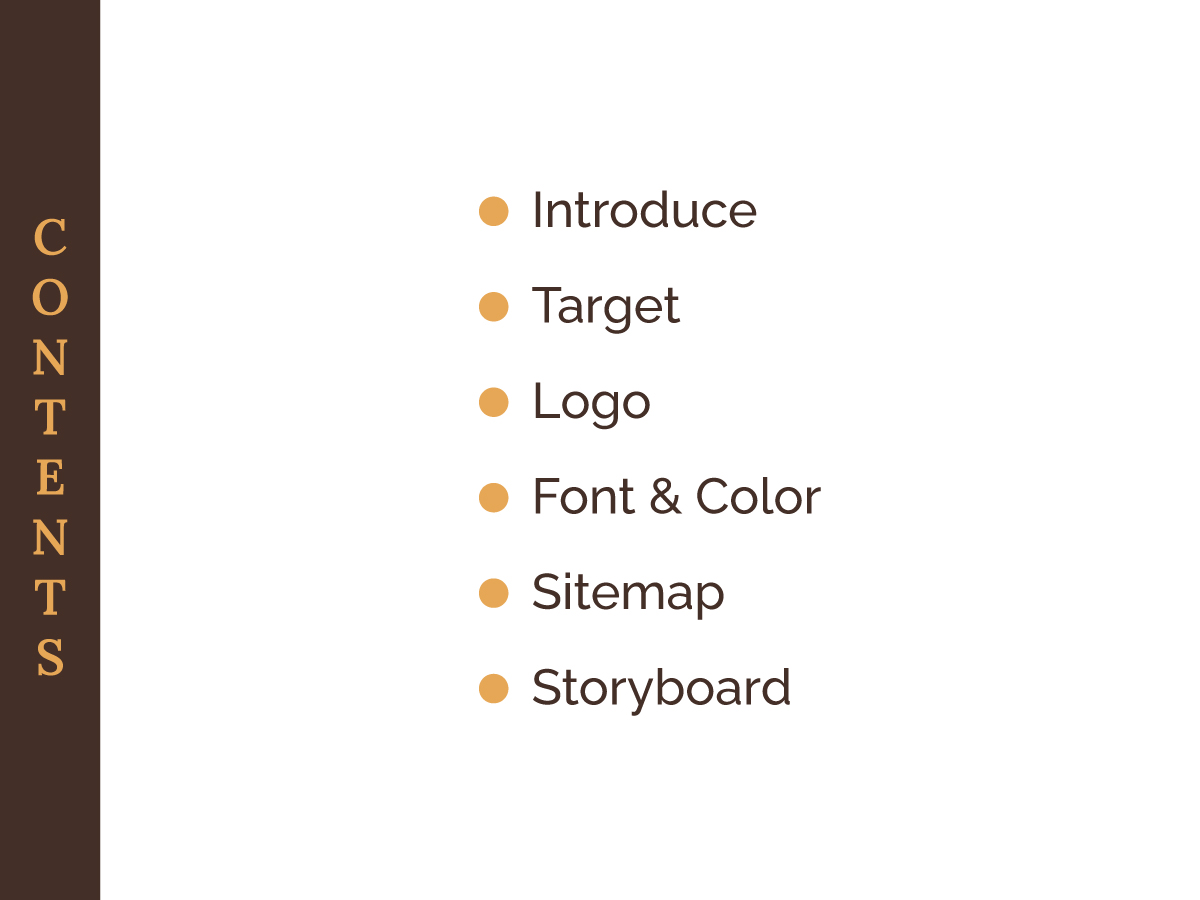 CONTENTS
Introduce
Target
Logo
Font & Color
Sitemap
Storyboard